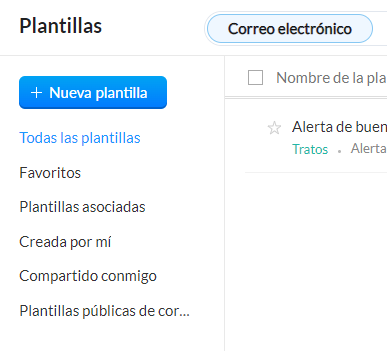 Plantillas
Correo electrónico
+ Nueva plantilla
Nombre de la pla
Todas las plantillas
Alerta de buen
Tratos • Alerta
Favoritos
Plantillas asociadas
Creada por mí
Compartido conmigo
Plantillas públicas de cor...